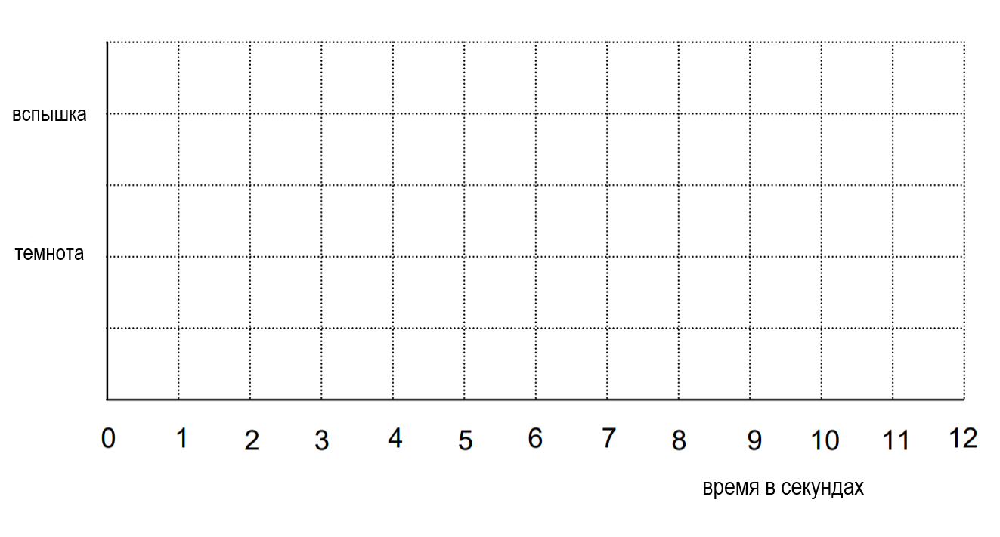 вспышка
темнота
0 1 2 3 4 5 6 7 8 9 10 11 12
время в секундах